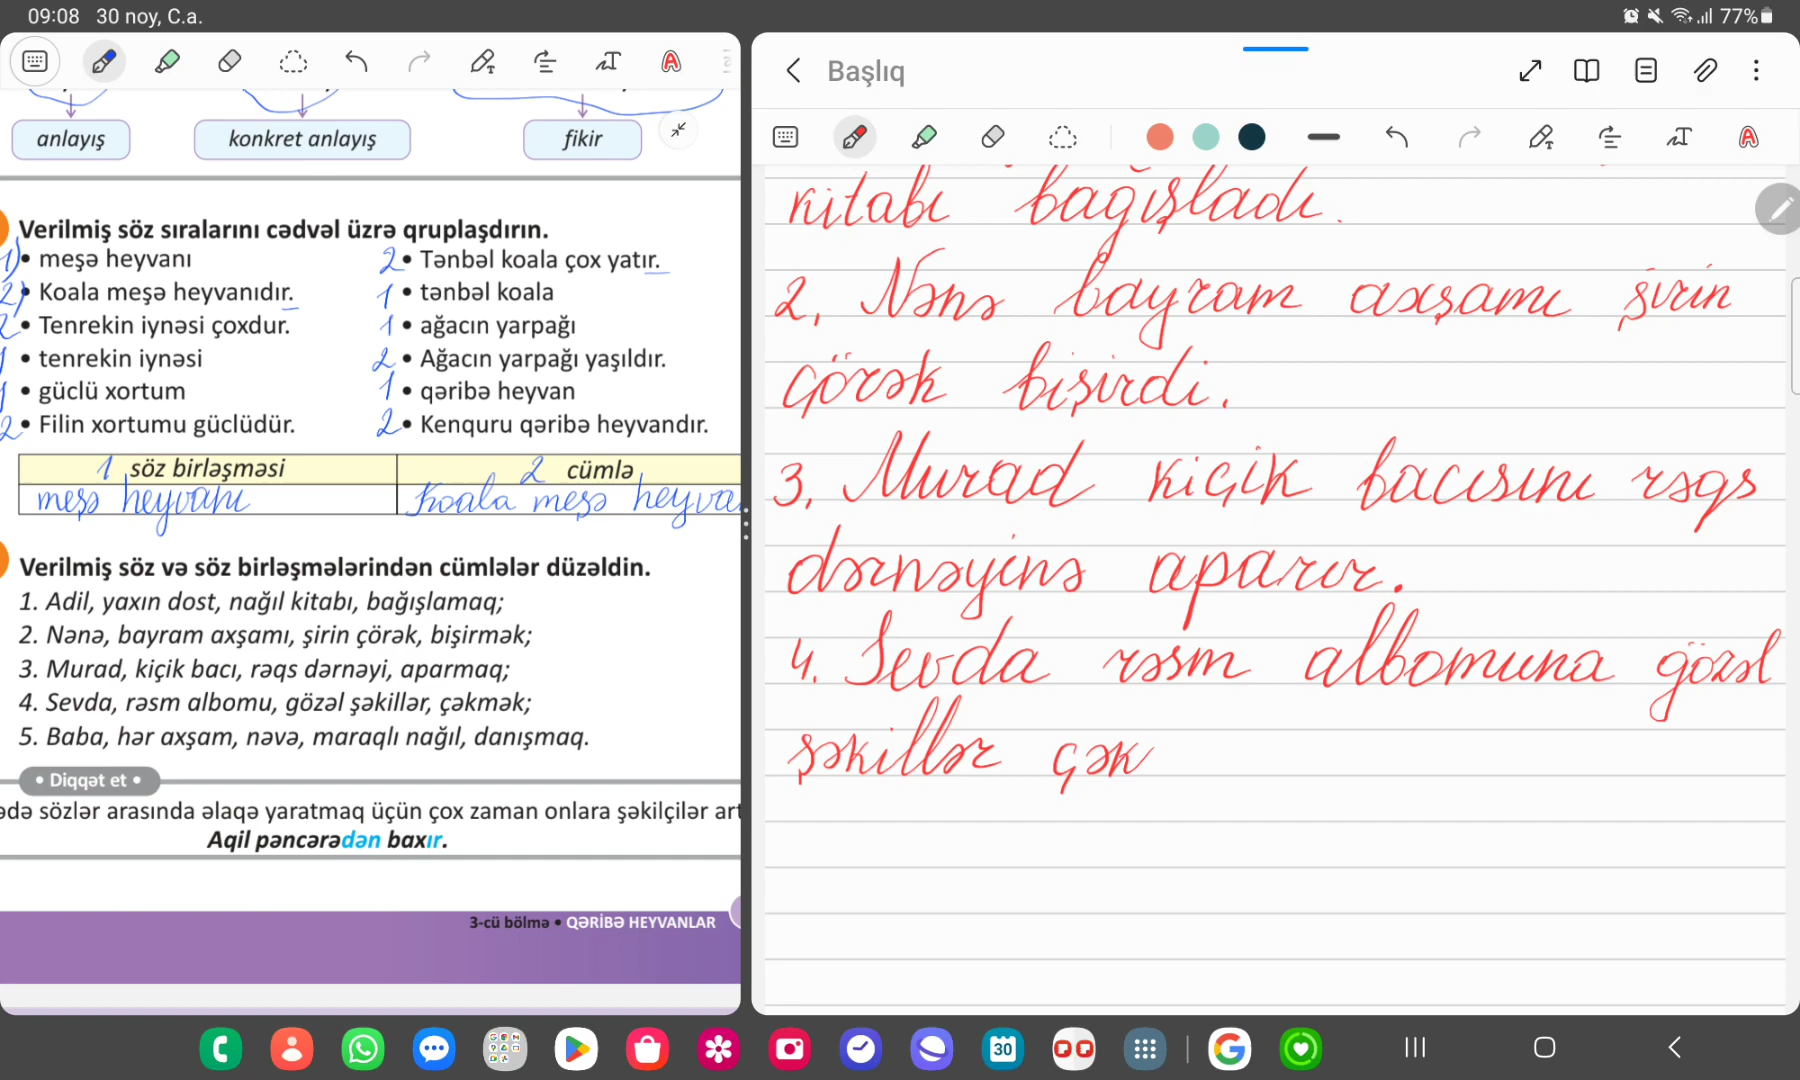 09:08 30 noy, C.a.
77%
anlayış
konkret anlayış
fikir
Verilmiş söz sıralarını cədvəl üzrə qruplaşdırın.
1) • meşə heyvanı
2) • Koala meşə heyvanıdır.
2 • Tenrekin iynəsi çoxdur.
1 • tenrekin iynəsi
1 • güclü xortum
2 • Filin xortumu güclüdür.
2 • Tənbəl koala çox yatır.
1 • tənbəl koala
1 • ağacın yarpağı
2 • Ağacın yarpağı yaşıldır.
1 • qəribə heyvan
2 • Kenquru qəribə heyvandır.
1 söz birləşməsi
2 cümlə
meşə heyvanı
Koala meşə heyva
Verilmiş söz və söz birləşmələrindən cümlələr düzəldin.
1. Adil, yaxın dost, nağıl kitabı, bağışlamaq;
2. Nənə, bayram axşamı, şirin çörək, bişirmək;
3. Murad, kiçik bacı, rəqs dərnəyi, aparmaq;
4. Sevda, rəsm albomu, gözəl şəkillər, çəkmək;
5. Baba, hər axşam, nəvə, maraqlı nağıl, danışmaq.
• Diqqət et •
ədə sözlər arasında əlaqə yaratmaq üçün çox zaman onlara şəkilçilər art
Aqil pəncərədən baxır.
3-cü bölmə • QƏRİBƏ HEYVANLAR
Başlıq
kitabı bağışladı.
2. Nənə bayram axşamı şirin
çörək bişirdi.
3. Murad kiçik bacısını rəqs
dərnəyinə aparır.
4. Sevda rəsm albomuna gözəl
şəkillər çək
30